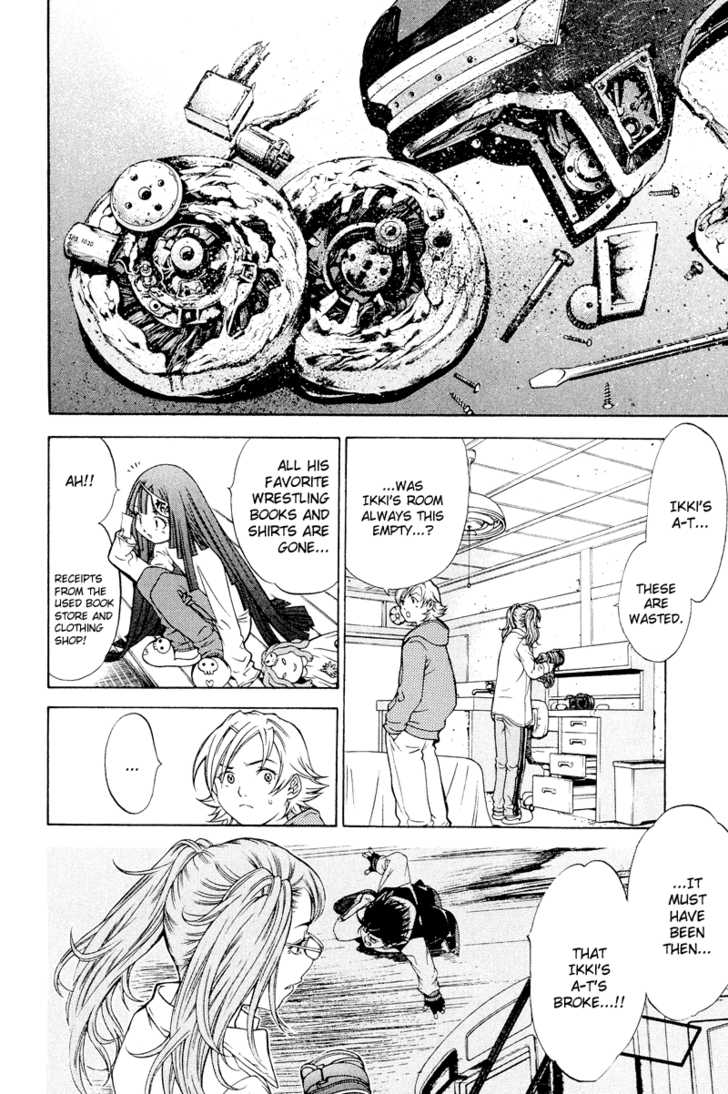 IKKI'S
A-T...
THESE
ARE
WASTED.
...WAS
IKKI'S ROOM
ALWAYS THIS
EMPTY...?
ALL HIS
FAVORITE
WRESTLING
BOOKS AND
SHIRTS ARE
GONE...
AH!!
RECEIPTS
FROM THE
USED BOOK
STORE AND
CLOTHING
SHOP!
...
...IT
MUST
HAVE
BEEN
THEN...
THAT
IKKI'S
A-T'S
BROKE...!!